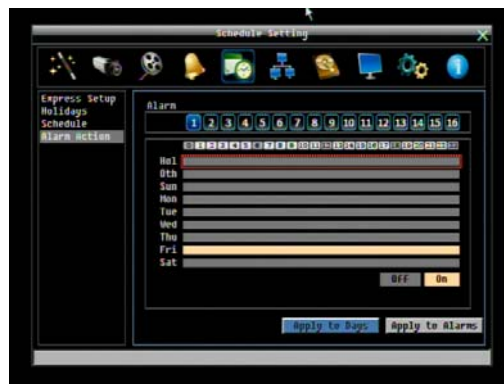 Schedule Setting
Express Setup
Holidays
Schedule
Alarm Action
Alarm
1 2 3 4 5 6 7 8 9 10 11 12 13 14 15 16
Hol
Oth
Sun
Mon
Tue
Wed
Thu
Fri
Sat
Off On
Apply to Days Apply to Alarms